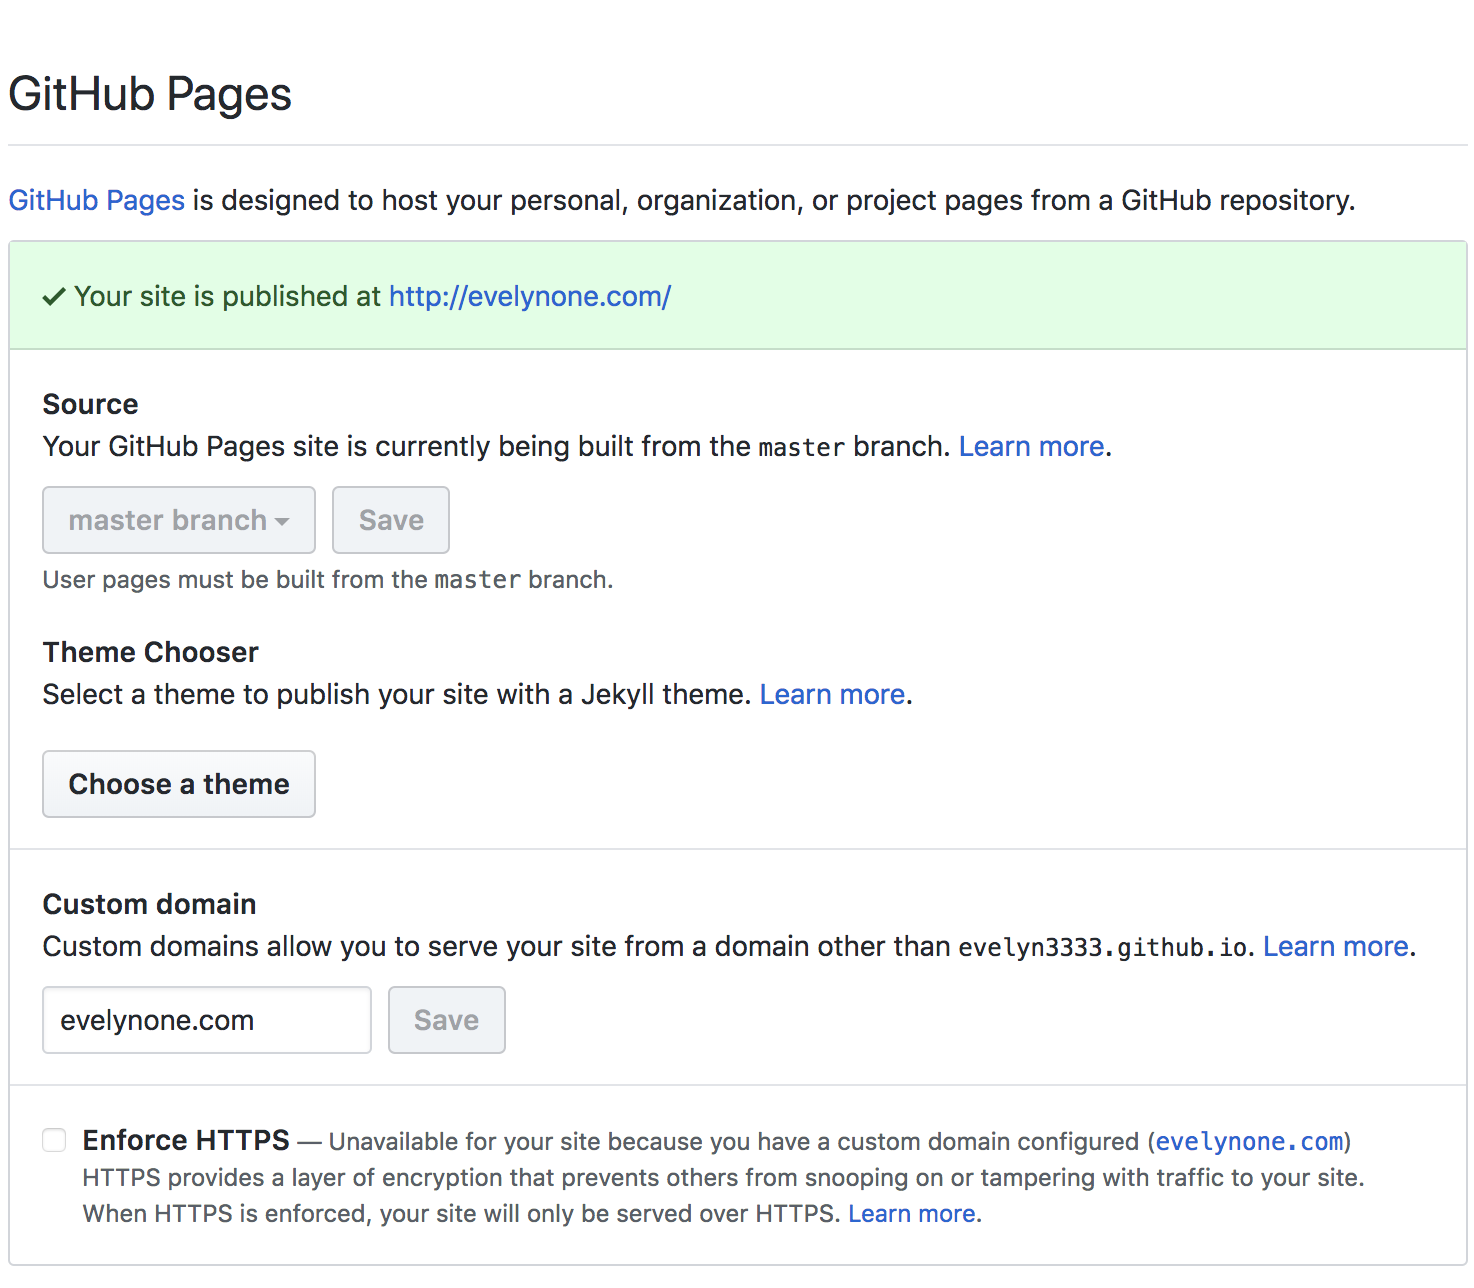 GitHub Pages
GitHub Pages is designed to host your personal, organization, or project pages from a GitHub repository.
Your site is published at http://evelynone.com/
Source
Your GitHub Pages site is currently being built from the master branch. Learn more.
master branch Save
User pages must be built from the master branch.
Theme Chooser
Select a theme to publish your site with a Jekyll theme. Learn more.
Choose a theme
Custom domain
Custom domains allow you to serve your site from a domain other than evelyn3333.github.io. Learn more.
evelynone.com Save
Enforce HTTPS — Unavailable for your site because you have a custom domain configured (evelynone.com)
HTTPS provides a layer of encryption that prevents others from snooping on or tampering with traffic to your site.
When HTTPS is enforced, your site will only be served over HTTPS. Learn more.